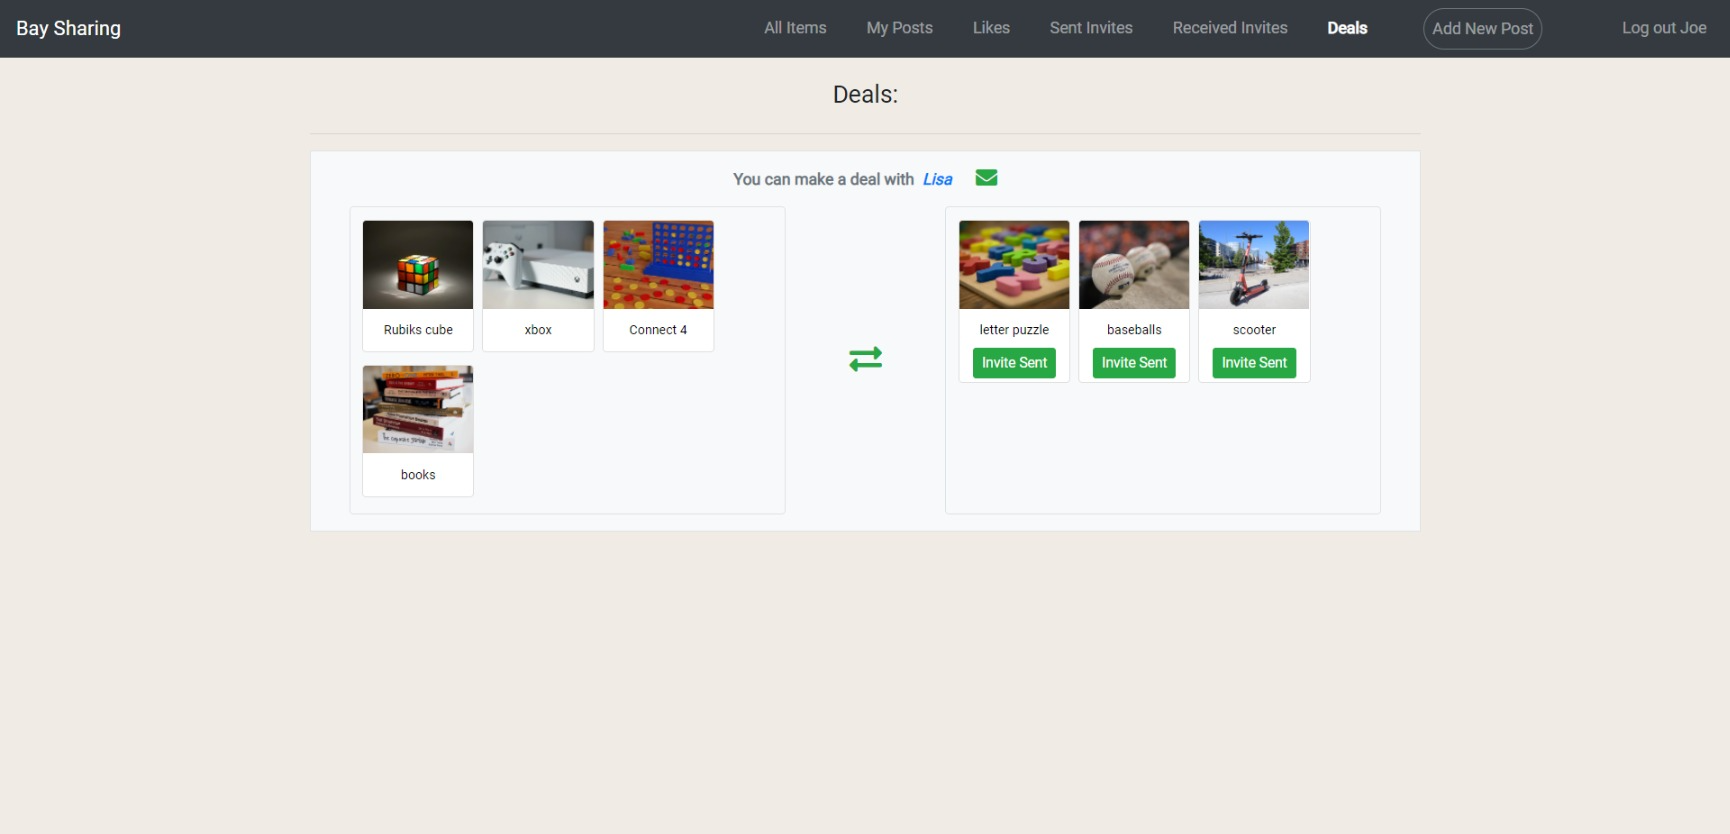 Bay Sharing
All Items
My Posts
Likes
Sent Invites
Received Invites
Deals
Add New Post
Log out Joe
Deals:
You can make a deal with Lisa
Rubiks cube
xbox
Connect 4
books
letter puzzle
Invite Sent
baseballs
Invite Sent
scooter
Invite Sent